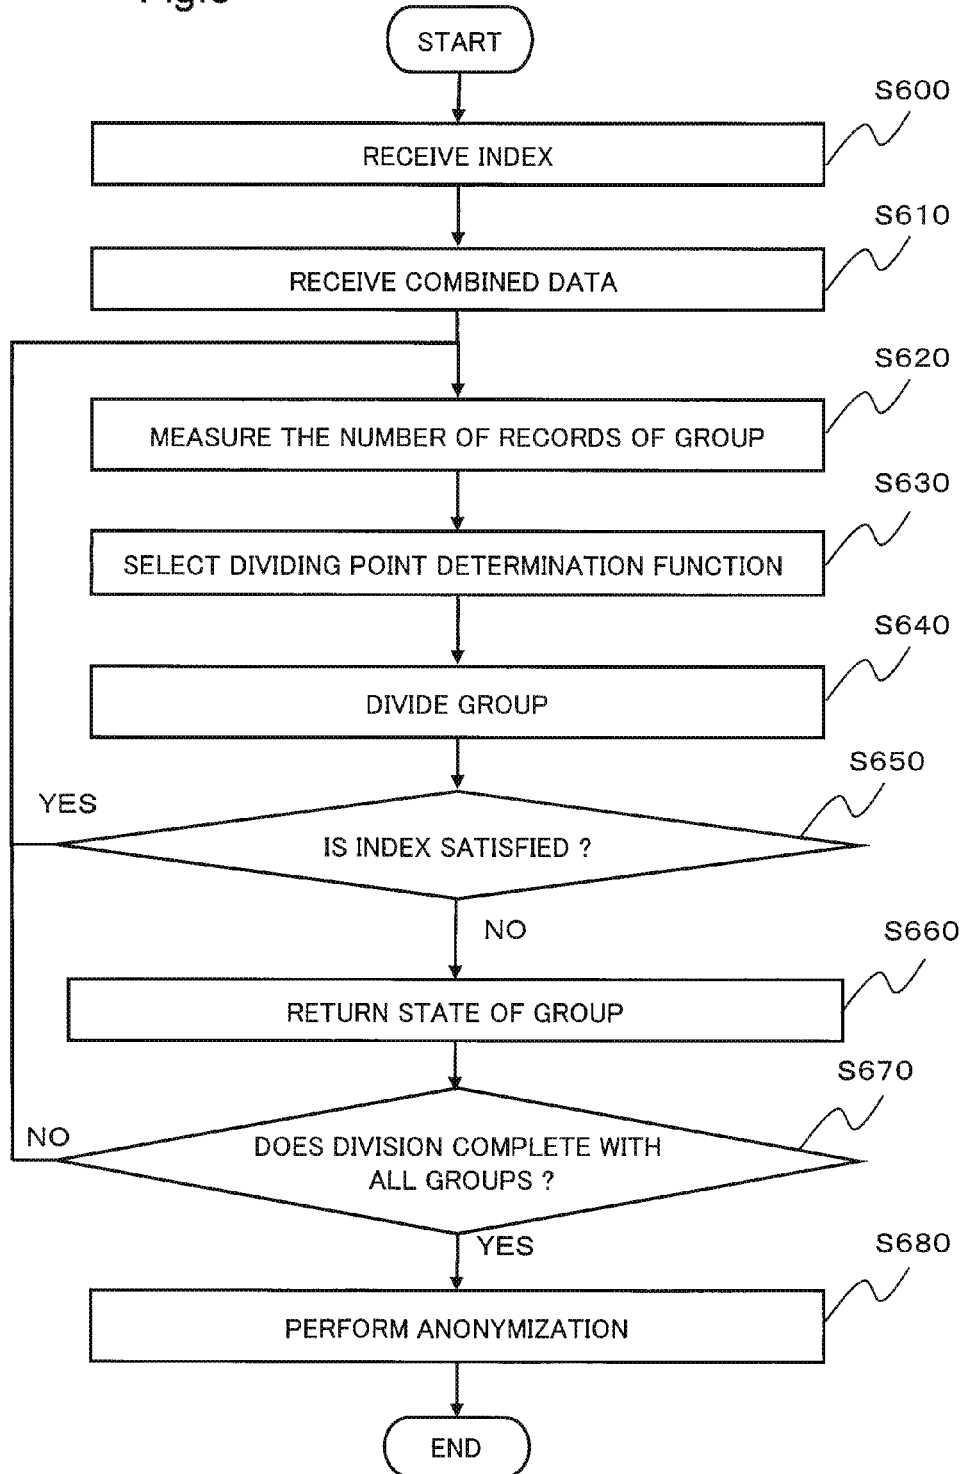 START
S600
RECEIVE INDEX
S610
RECEIVE COMBINED DATA
S620
MEASURE THE NUMBER OF RECORDS OF GROUP
S630
SELECT DIVIDING POINT DETERMINATION FUNCTION
S640
DIVIDE GROUP
S650
YES
IS INDEX SATISFIED ?
NO
S660
RETURN STATE OF GROUP
S670
NO
DOES DIVISION COMPLETE WITH
ALL GROUPS ?
YES
S680
PERFORM ANONYMIZATION
END